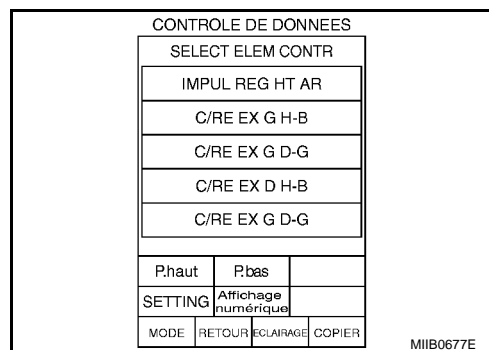 CONTROLE DE DONNEES
SELECT ELEM CONTR
IMPUL REG HT AR
C/RE EX G H-B
C/RE EX G D-G
C/RE EX D H-B
C/RE EX G D-G
P.haut P.bas
SETTING Affichage numérique
MODE RETOUR ECLAIRAGE COPIER
MIIB0677E